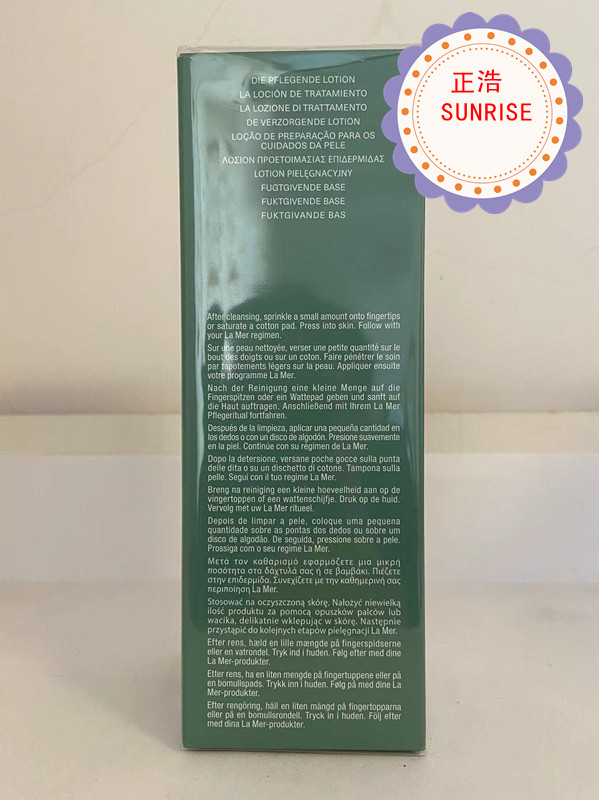 正浩
SUNRISE
DIE PFLEGENDE LOTION
LA LOCIÓN DE TRATAMIENTO
LA LOZIONE DI TRATTAMENTO
DE VERZORGENDE LOTION
LOÇÃO DE PREPARAÇÃO PARA OS
CUIDADOS DA PELE
ΛΟΣΙΟΝ ΠΡΟΕΤΟΙΜΑΣΙΑΣ ΕΠΙΔΕΡΜΙΔΑΣ
LOTION PIELĘGNACYJNY
FUGTGIVENDE BASE
FUKTGIVENDE BASE
FUKTGIVANDE BAS
After cleansing, sprinkle a small amount onto fingertips
or saturate a cotton pad. Press into skin. Follow with
your La Mer regimen.
Sur une peau nettoyée, verser une petite quantité sur le
bout des doigts ou sur un coton. Faire pénétrer le soin
par tapotements légers sur la peau. Appliquer ensuite
votre programme La Mer.
Nach der Reinigung eine kleine Menge auf die
Fingerspitzen oder ein Wattepad geben und sanft auf
die Haut auftragen. Anschließend mit Ihrem La Mer
Pflegeritual fortfahren.
Después de la limpieza, aplicar una pequeña cantidad en
los dedos o con un disco de algodón. Presione suavemente
en la piel. Continúe con su régimen de La Mer.
Dopo la detersione, versane poche gocce sulla punta
delle dita o su un dischetto di cotone. Tampona sulla
pelle. Segui con il tuo regime La Mer.
Breng na reiniging een kleine hoeveelheid aan op de
vingertoppen of een wattenschijfje. Druk op de huid.
Vervolg met uw La Mer ritueel.
Depois de limpar a pele, coloque uma pequena
quantidade sobre as pontas dos dedos ou sobre um
disco de algodão. De seguida, pressione sobre a pele.
Prossiga com o seu regime La Mer.
Μετά τον καθαρισμό εφαρμόζετε μια μικρή
ποσότητα στα δάχτυλά σας ή σε βαμβάκι. Πιέζετε
στην επιδερμίδα. Συνεχίζετε με την καθημερινή σας
περιποίηση La Mer.
Stosować na oczyszczoną skórę. Nałożyć niewielką
ilość produktu za pomocą opuszków palców lub
wacika, delikatnie wklepując w skórę. Następnie
przystąpić do kolejnych etapów pielęgnacji La Mer.
Efter rens, hæld en lille mængde på fingerspidserne
eller en vatrondel. Tryk ind i huden. Følg efter med dine
La Mer-produkter.
Etter rens, ha en liten mengde på fingertuppene eller på
en bomullspads. Trykk inn i huden. Følg på med dine La
Mer-produkter.
Efter rengöring, häll en liten mängd på fingertopparna
eller på en bomullsrondell. Tryck in i huden. Följ efter
med dina La Mer-produkter.